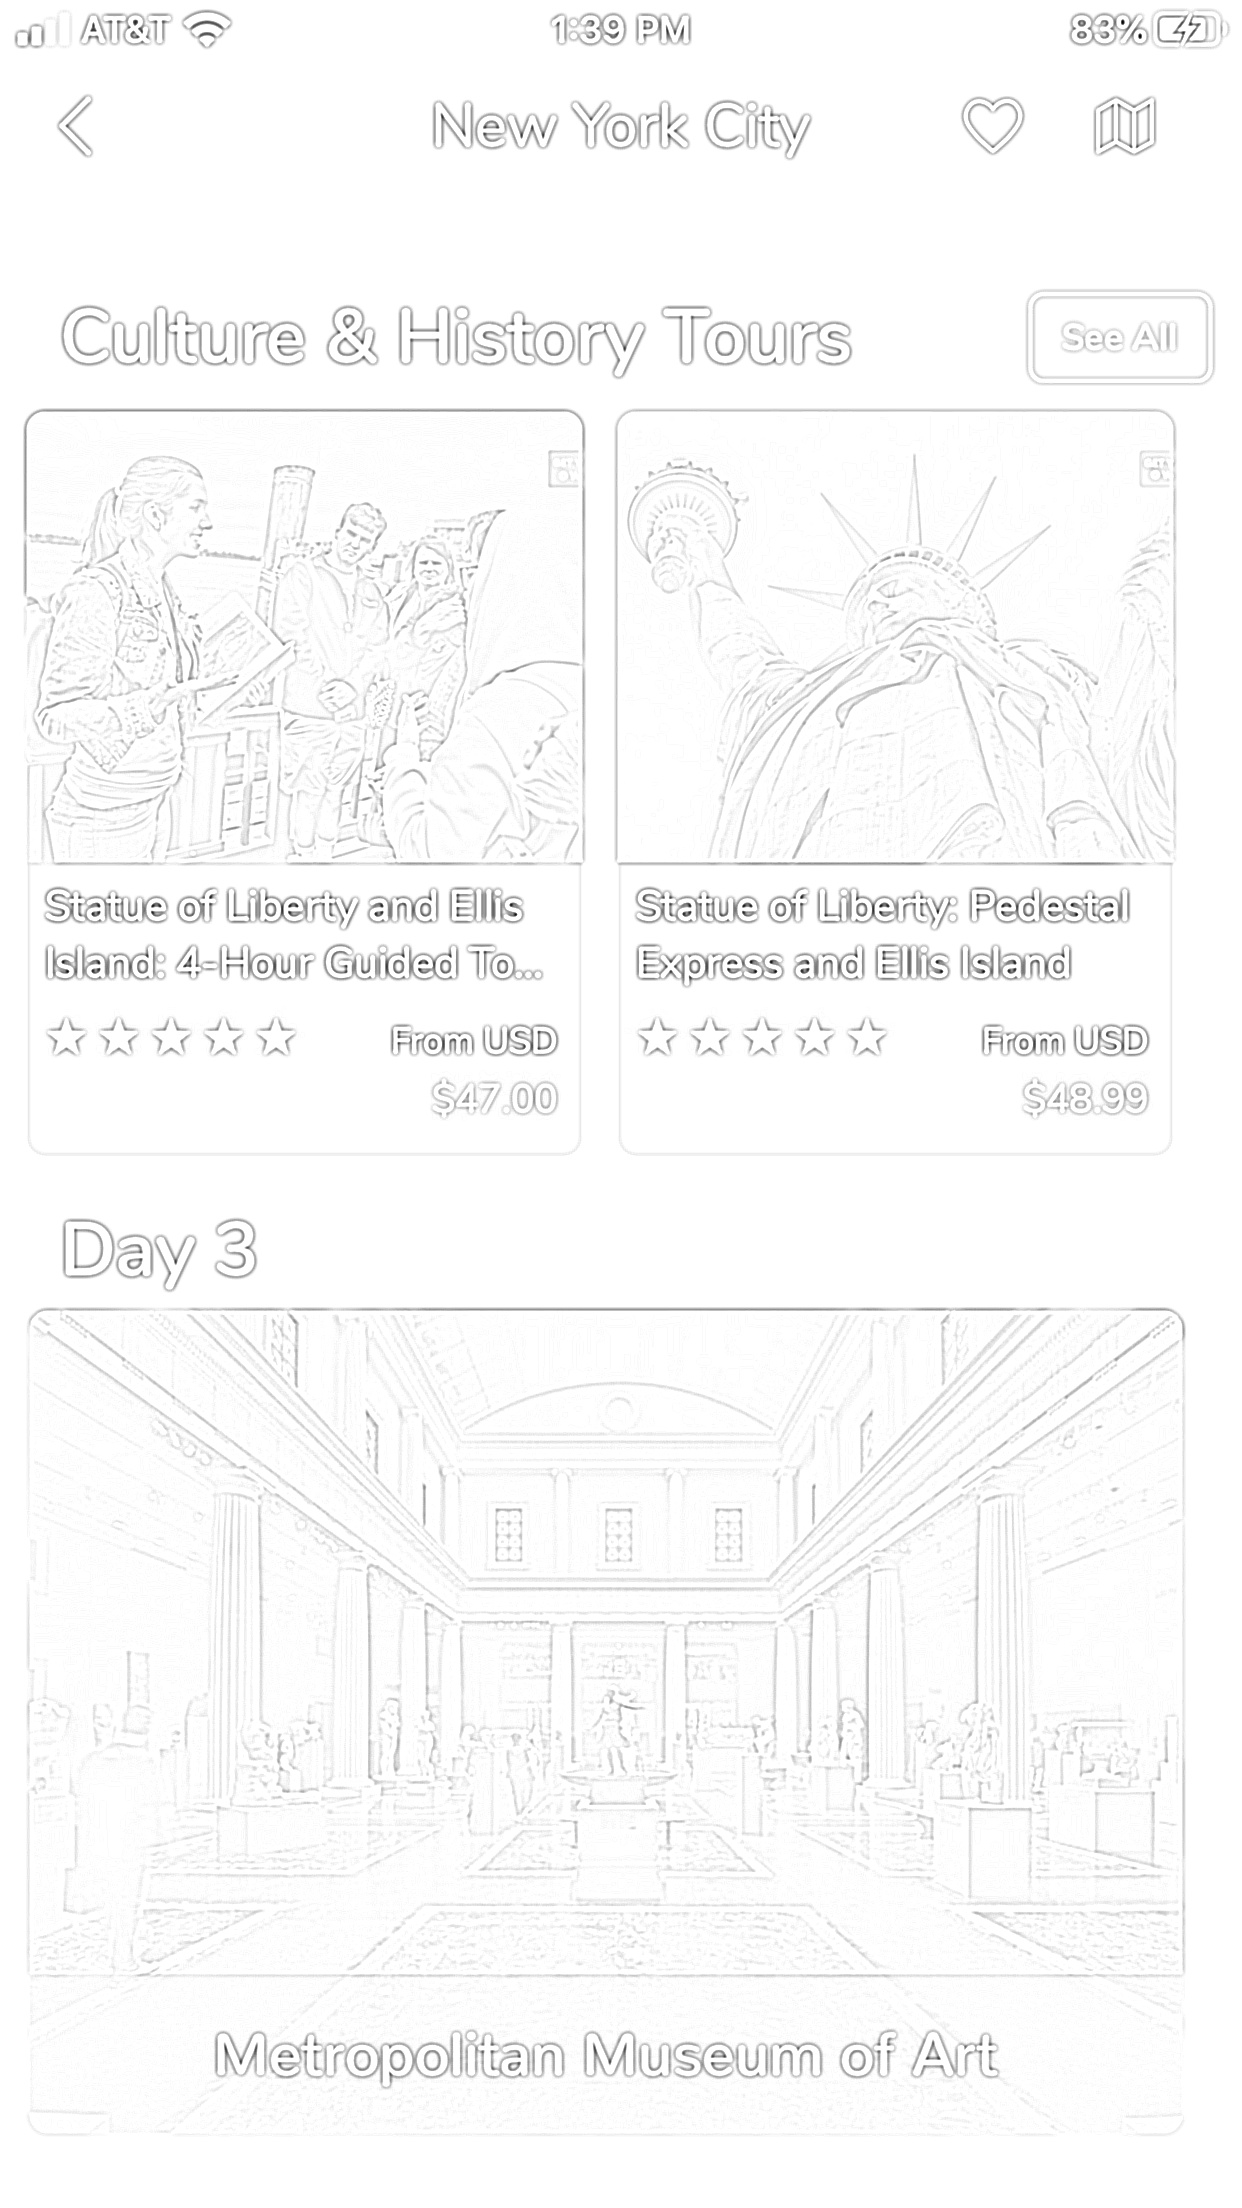 AT&T 1:39 PM 83%
New York City
Culture & History Tours
See All
Statue of Liberty and Ellis
Island: 4-Hour Guided To...
From USD
$47.00
Statue of Liberty: Pedestal
Express and Ellis Island
From USD
$48.99
Day 3
Metropolitan Museum of Art